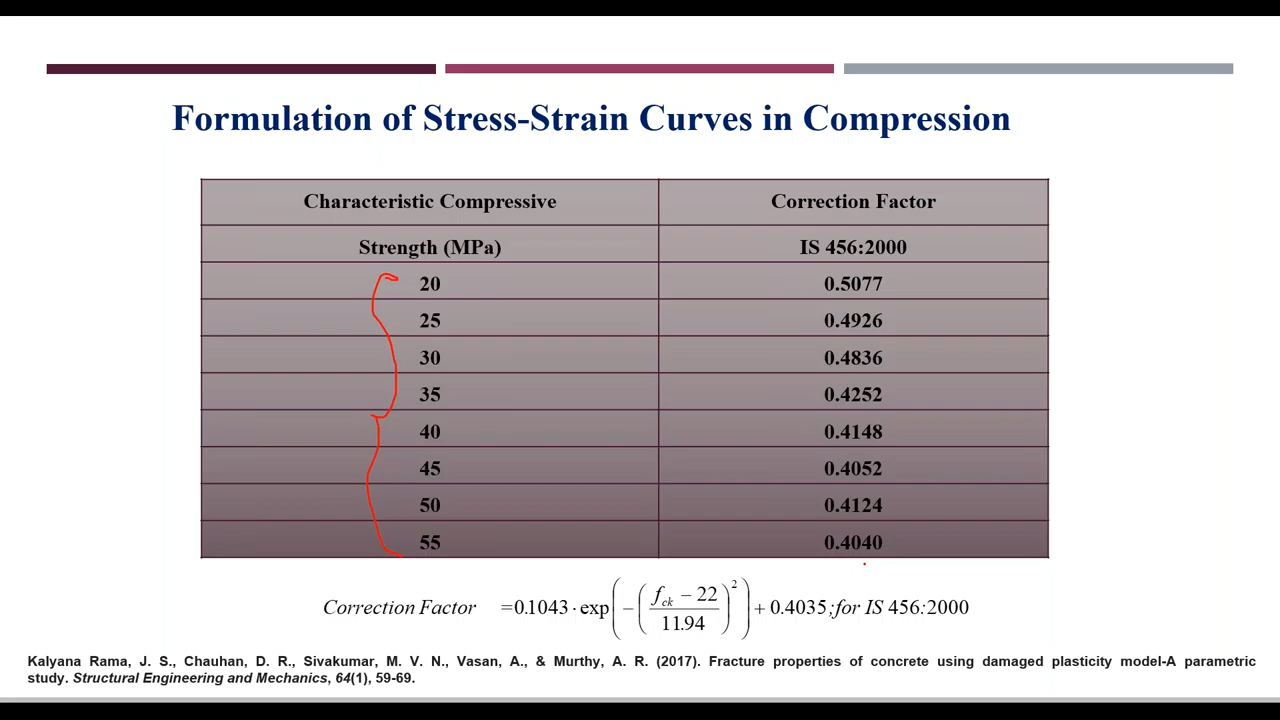 Formulation of Stress-Strain Curves in Compression
Characteristic Compressive Correction Factor
Strength (MPa) IS 456:2000
20 0.5077
25 0.4926
30 0.4836
35 0.4252
40 0.4148
45 0.4052
50 0.4124
55 0.4040
Correction Factor =0.1043·exp(−((f_ck − 22)/11.94)^2) + 0.4035;for IS 456:2000
Kalyana Rama, J. S., Chauhan, D. R., Sivakumar, M. V. N., Vasan, A., & Murthy, A. R. (2017). Fracture properties of concrete using damaged plasticity model-A parametric
study. Structural Engineering and Mechanics, 64(1), 59-69.